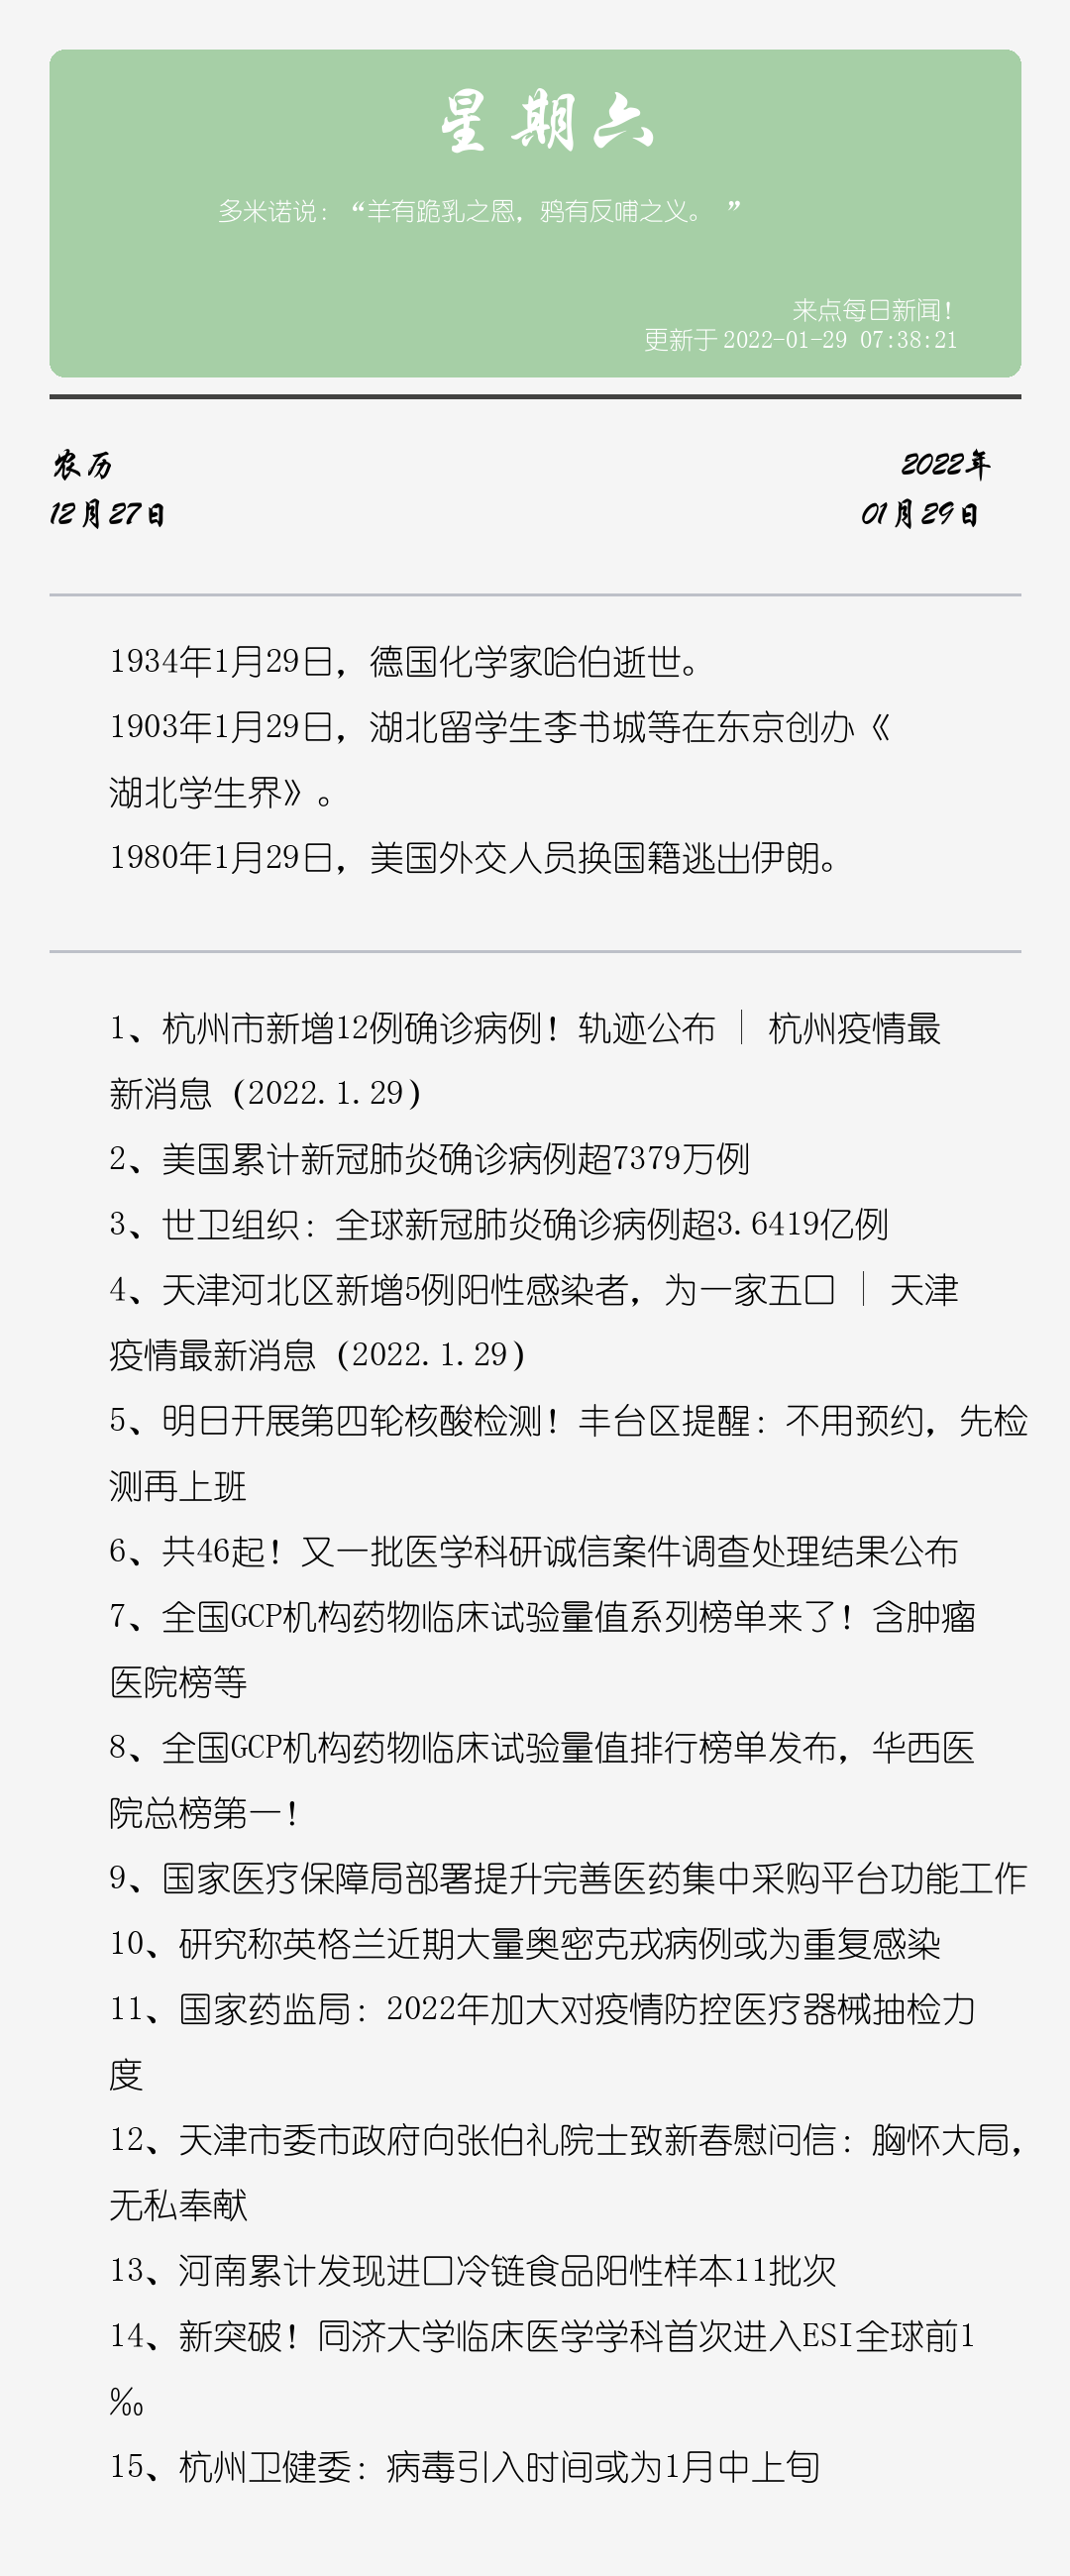 星期六
多米诺说：“羊有跪乳之恩，鸦有反哺之义。”
来点每日新闻！
更新于 2022-01-29 07:38:21
农历
2022年
12月27日
01月29日
1934年1月29日，德国化学家哈伯逝世。
1903年1月29日，湖北留学生李书城等在东京创办《
湖北学生界》。
1980年1月29日，美国外交人员换国籍逃出伊朗。
1、杭州市新增12例确诊病例！轨迹公布 | 杭州疫情最
新消息（2022.1.29）
2、美国累计新冠肺炎确诊病例超7379万例
3、世卫组织：全球新冠肺炎确诊病例超3.6419亿例
4、天津河北区新增5例阳性感染者，为一家五口 | 天津
疫情最新消息（2022.1.29）
5、明日开展第四轮核酸检测！丰台区提醒：不用预约，先检
测再上班
6、共46起！又一批医学科研诚信案件调查处理结果公布
7、全国GCP机构药物临床试验量值系列榜单来了！含肿瘤
医院榜等
8、全国GCP机构药物临床试验量值排行榜单发布，华西医
院总榜第一！
9、国家医疗保障局部署提升完善医药集中采购平台功能工作
10、研究称英格兰近期大量奥密克戎病例或为重复感染
11、国家药监局：2022年加大对疫情防控医疗器械抽检力
度
12、天津市委市政府向张伯礼院士致新春慰问信：胸怀大局，
无私奉献
13、河南累计发现进口冷链食品阳性样本11批次
14、新突破！同济大学临床医学学科首次进入ESI全球前1
‰
15、杭州卫健委：病毒引入时间或为1月中上旬